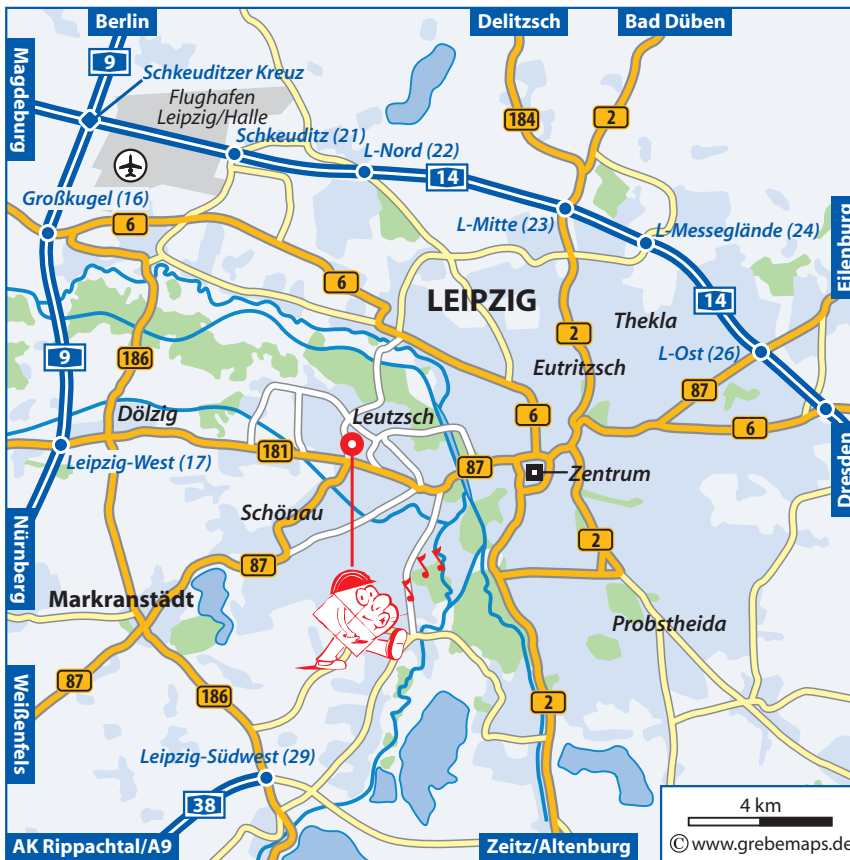 Berlin
Delitzsch
Bad Düben
9
Schkeuditzer Kreuz
Magdeburg
Flughafen
Leipzig/Halle
184
2
Schkeuditz (21)
L-Nord (22)
14
Großkugel (16)
6
L-Mitte (23)
L-Messeglände (24)
Eilenburg
6
LEIPZIG
14
Thekla
2
9
186
Eutritzsch
L-Ost (26)
87
Dölzig
Leutzsch
6
6
181
87
Leipzig-West (17)
Zentrum
Dresden
Schönau
Nürnberg
2
87
Markranstädt
Probstheida
87
186
2
Weißenfels
Leipzig-Südwest (29)
38
4 km
AK Rippachtal/A9
Zeitz/Altenburg
© www.grebemaps.de